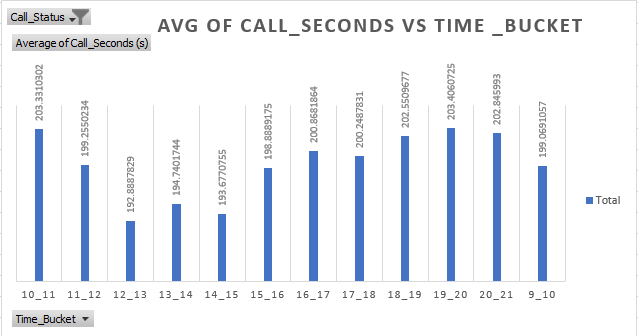 Call_Status
AVG OF CALL_SECONDS VS TIME _BUCKET
Average of Call_Seconds (s)
203.3310302
199.2550234
192.8887829
194.7401744
193.6770755
198.8889175
200.8681864
200.2487831
202.5509677
203.4060725
202.845993
199.0691057
Total
10_11 11_12 12_13 13_14 14_15 15_16 16_17 17_18 18_19 19_20 20_21 9_10
Time_Bucket